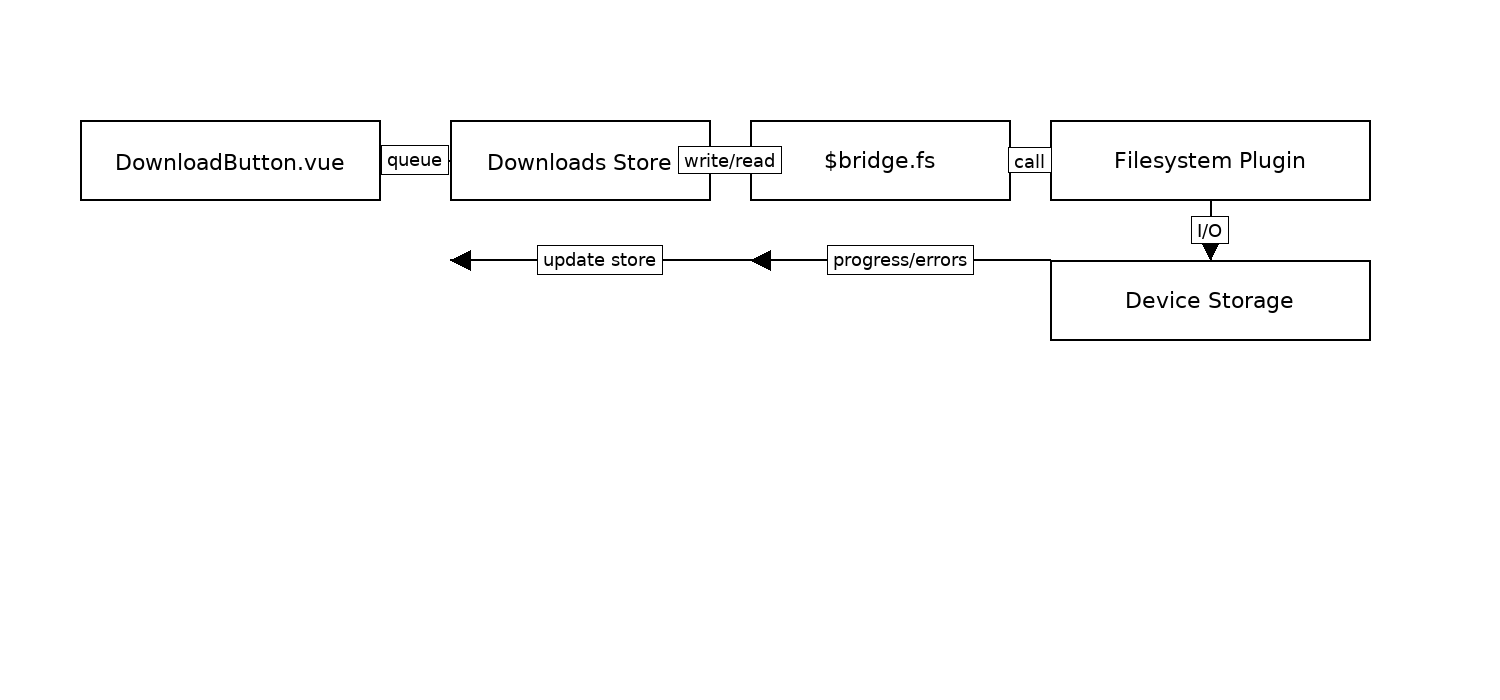 DownloadButton.vue
queue
Downloads Store
write/read
$bridge.fs
call
Filesystem Plugin
I/O
update store
progress/errors
Device Storage